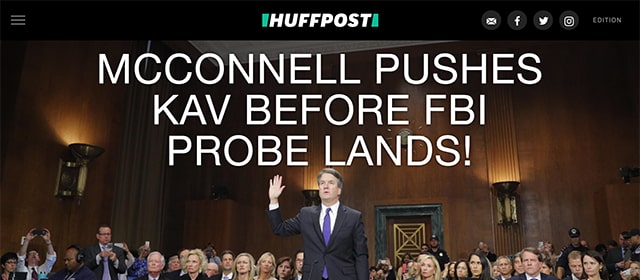 HUFFPOST
EDITION
MCCONNELL PUSHES
KAV BEFORE FBI
PROBE LANDS!